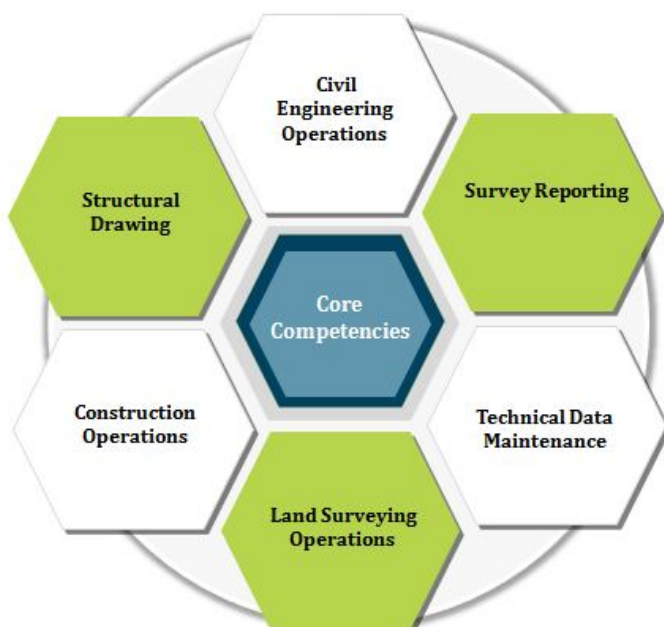 Civil
Engineering
Operations
Survey Reporting
Structural
Drawing
Core
Competencies
Construction
Operations
Technical Data
Maintenance
Land Surveying
Operations